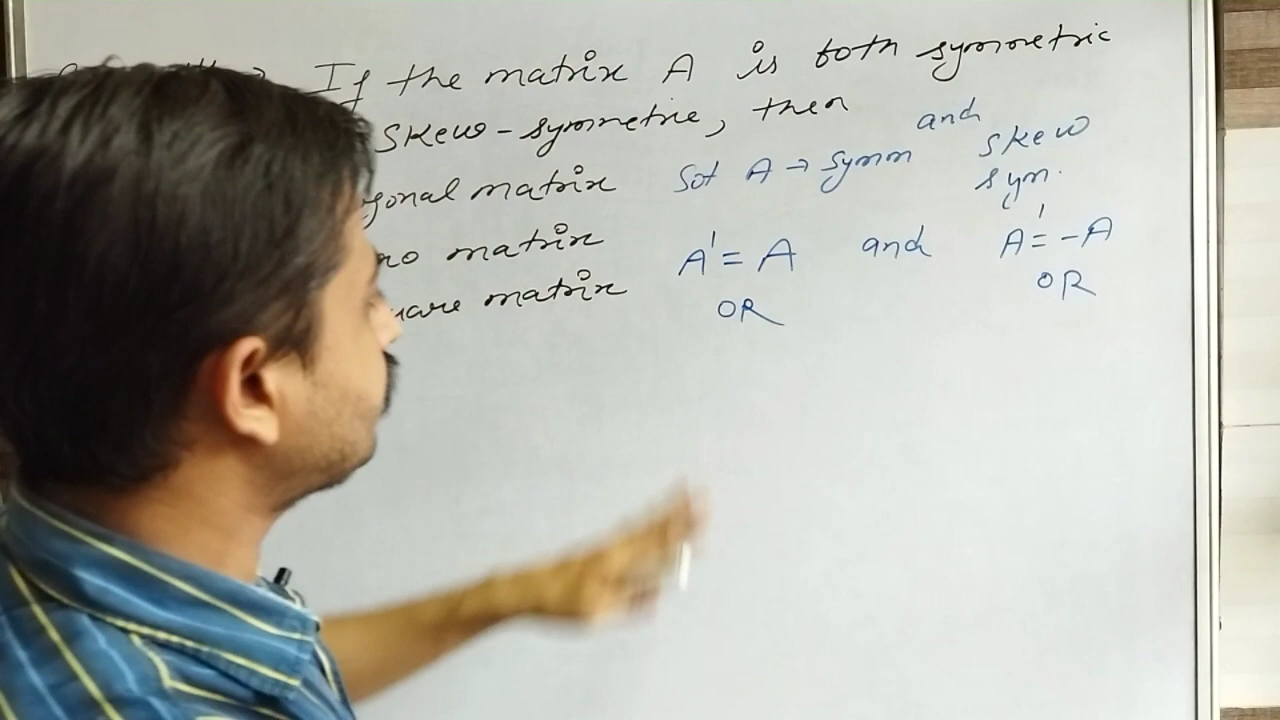 If the matrix A is both symmetric
skew-symmetric, then
gonal matrix
ro matrix
uare matrix
Sol A → symm and skew
sym.
A' = A and A' = -A
OR OR